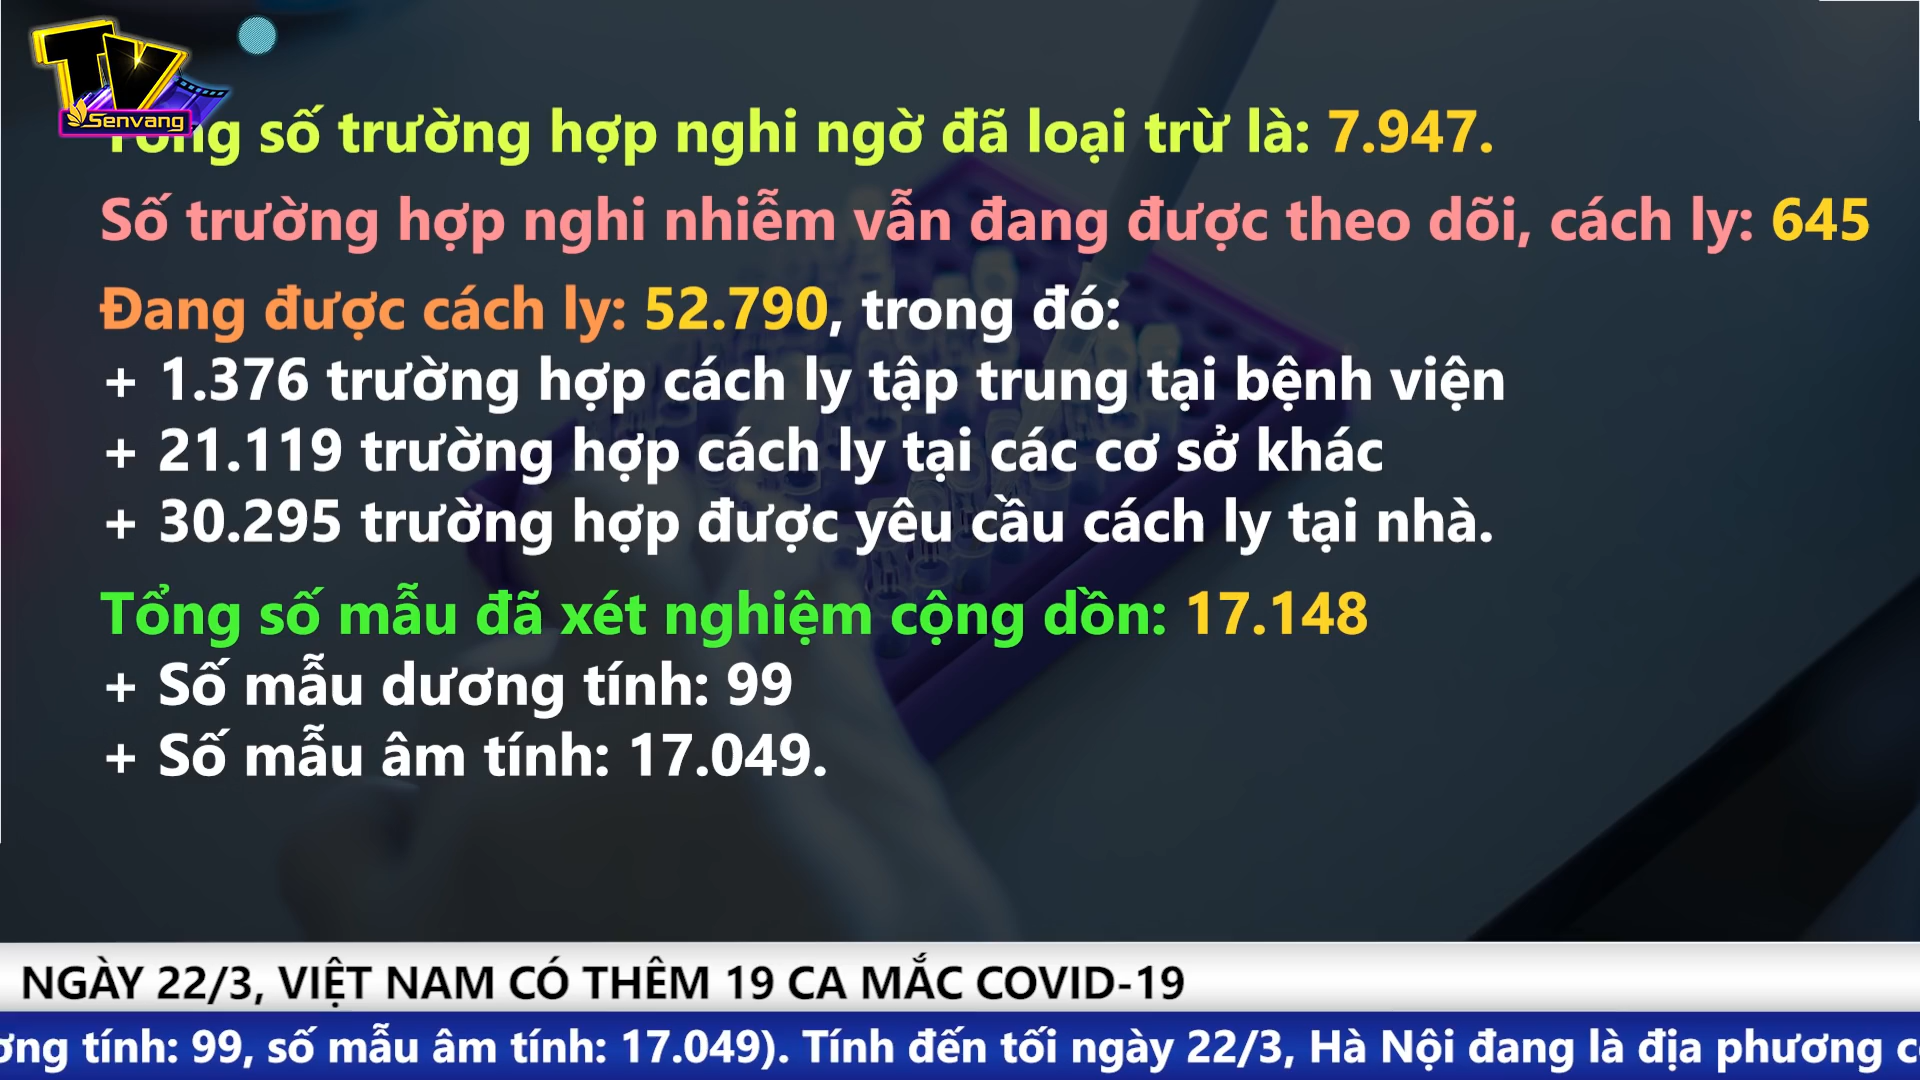 TV
Senvang
Tổng số trường hợp nghi ngờ đã loại trừ là: 7.947.
Số trường hợp nghi nhiễm vẫn đang được theo dõi, cách ly: 645
Đang được cách ly: 52.790, trong đó:
+ 1.376 trường hợp cách ly tập trung tại bệnh viện
+ 21.119 trường hợp cách ly tại các cơ sở khác
+ 30.295 trường hợp được yêu cầu cách ly tại nhà.
Tổng số mẫu đã xét nghiệm cộng dồn: 17.148
+ Số mẫu dương tính: 99
+ Số mẫu âm tính: 17.049.
NGÀY 22/3, VIỆT NAM CÓ THÊM 19 CA MẮC COVID-19
tính: 99, số mẫu âm tính: 17.049). Tính đến tối ngày 22/3, Hà Nội đang là địa phương